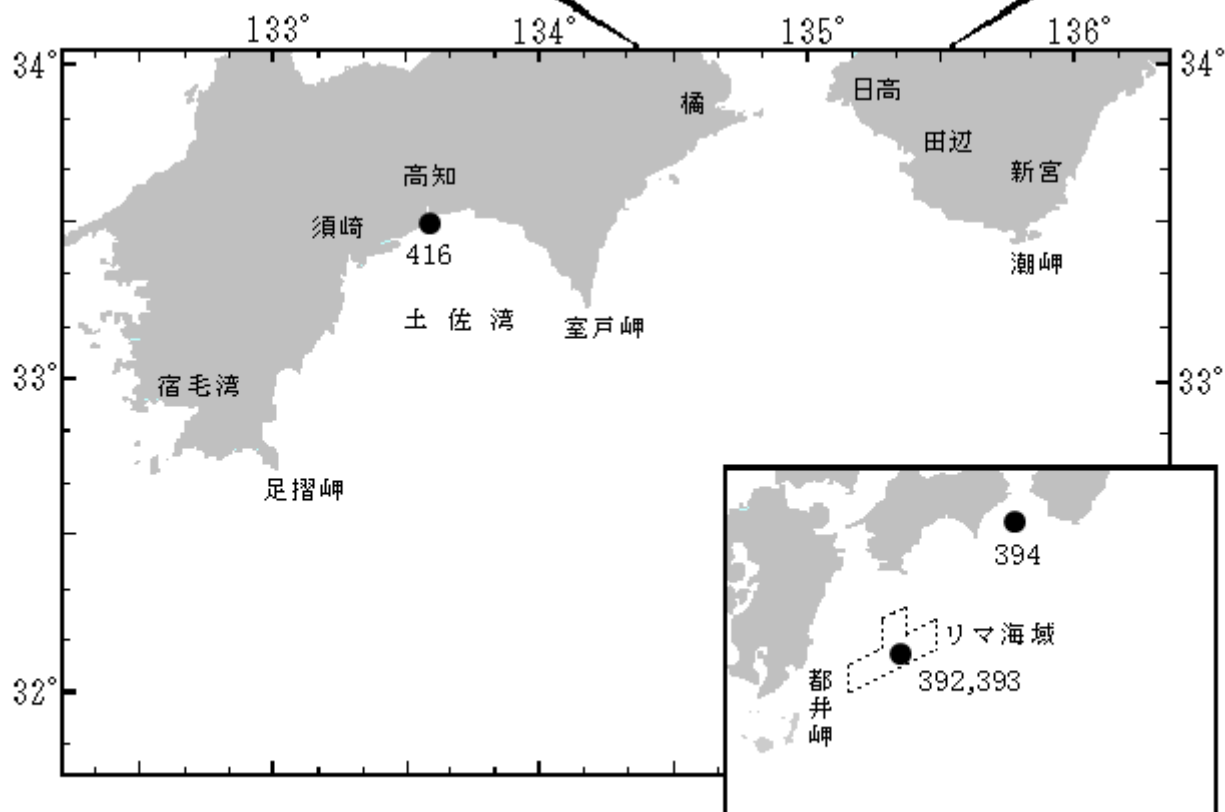 133° 134° 135° 136°
34° 34°
橘 日高
田辺
高知 新宮
須崎
416 潮岬
土佐湾 室戸岬
33° 33°
宿毛湾
足摺岬
394
リマ海域
392,393
都井岬
32°